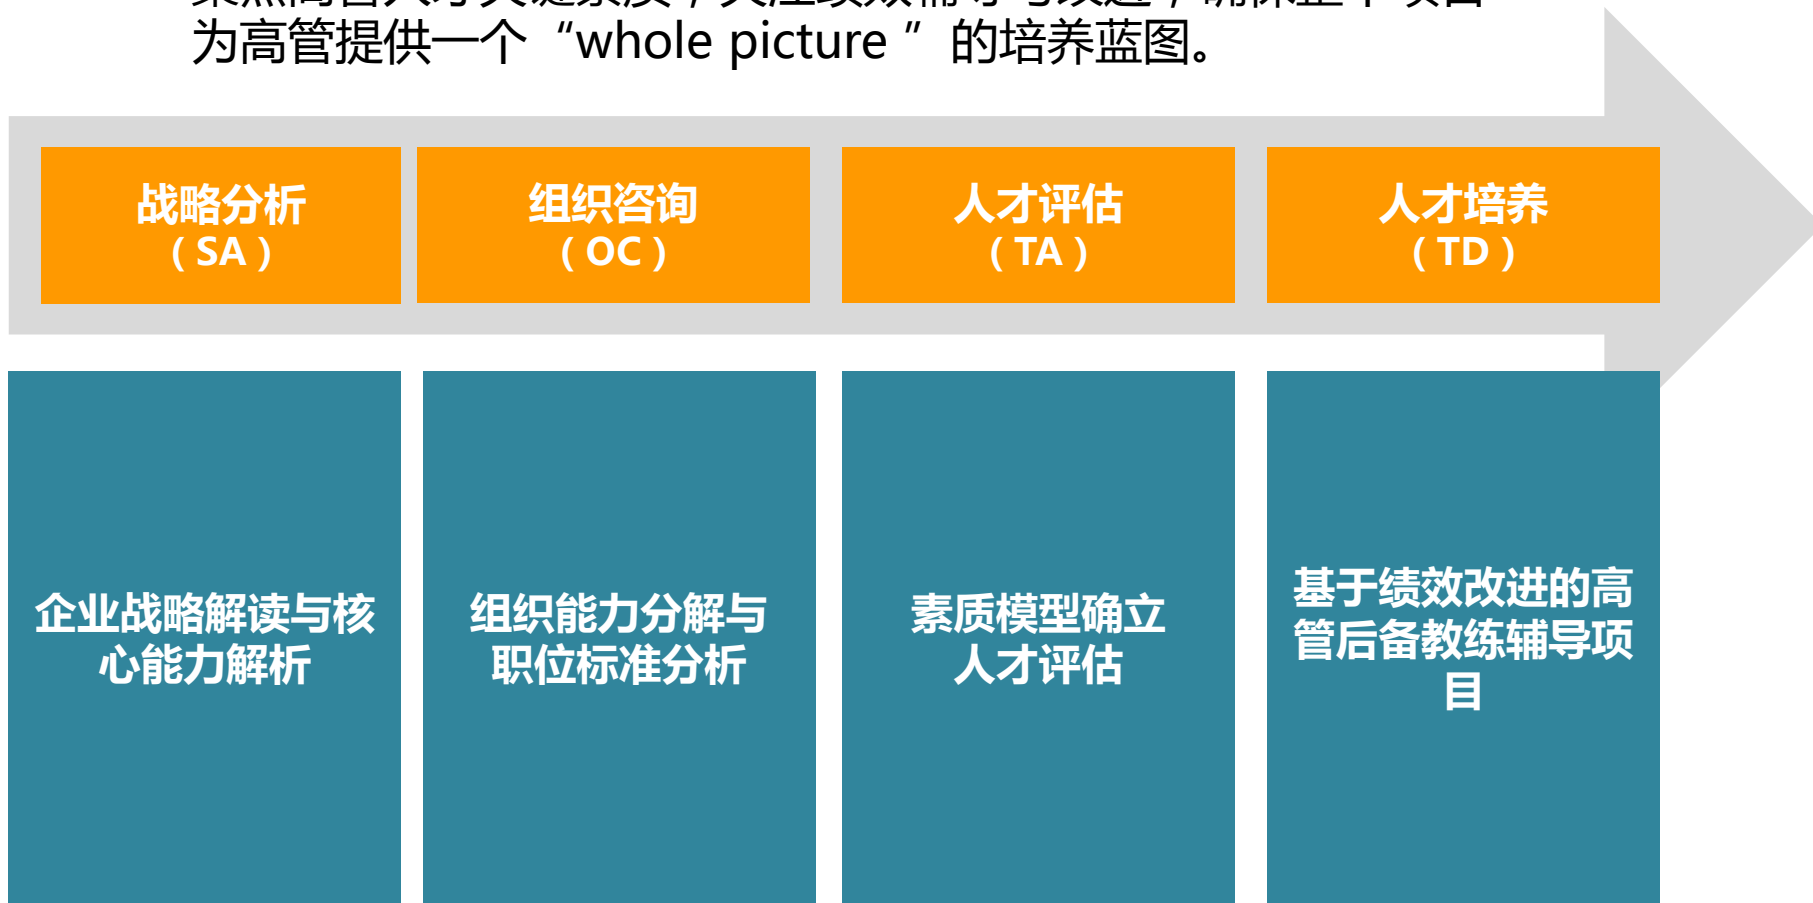 为高管提供一个“whole picture ”的培养蓝图。
战略分析
（SA）
组织咨询
（OC）
人才评估
（TA）
人才培养
（TD）
企业战略解读与核
心能力解析
组织能力分解与
职位标准分析
素质模型确立
人才评估
基于绩效改进的高
管后备教练辅导项
目